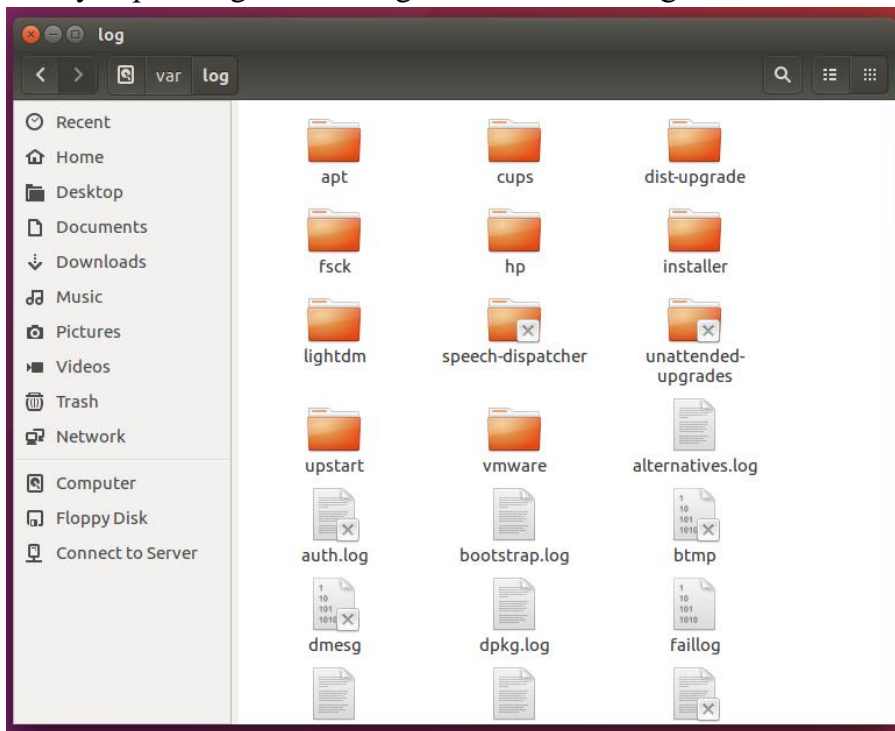 log
var log
Recent
Home
Desktop
Documents
Downloads
Music
Pictures
Videos
Trash
Network
Computer
Floppy Disk
Connect to Server
apt cups dist-upgrade
fsck hp installer
lightdm speech-dispatcher unattended-
upgrades
upstart vmware alternatives.log
auth.log bootstrap.log btmp
dmesg dpkg.log faillog